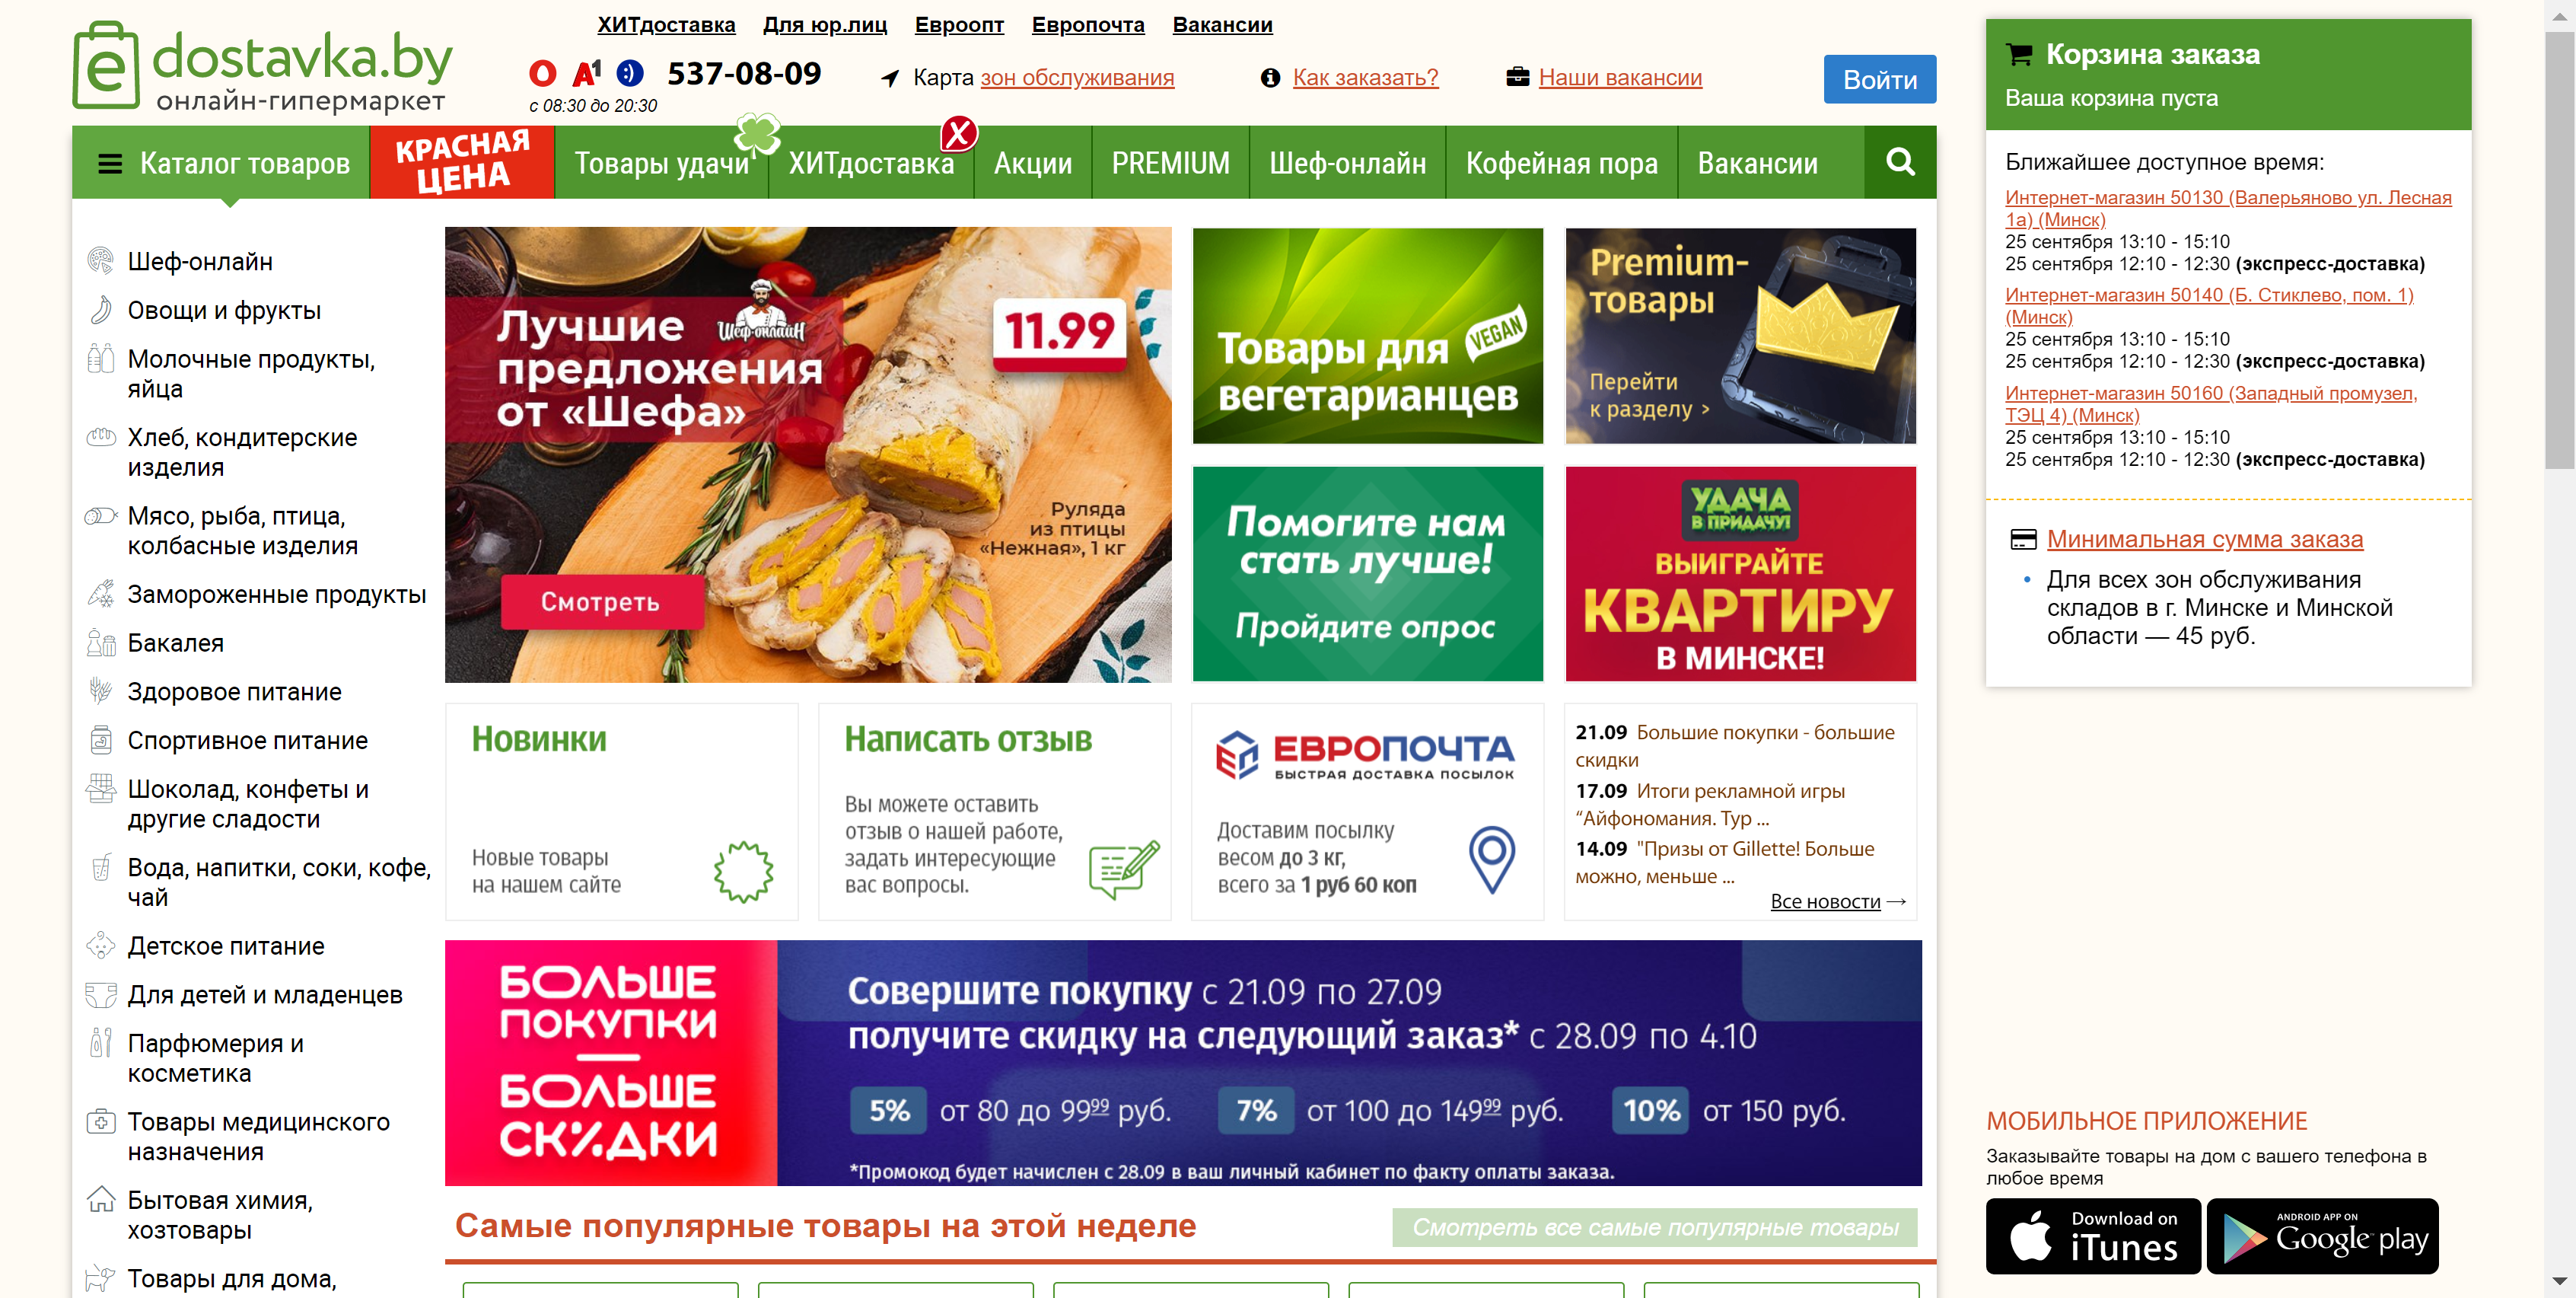 ХИТдоставка Для юр.лиц Евроопт Европочта Вакансии
e dostavka.by
онлайн-гипермаркет
А1 537-08-09
с 08:30 до 20:30
Карта зон обслуживания
Как заказать?
Наши вакансии
Войти
Каталог товаров
КРАСНАЯ
ЦЕНА
Товары удачи
ХИТдоставка
X
Акции
PREMIUM
Шеф-онлайн
Кофейная пора
Вакансии
Шеф-онлайн
Овощи и фрукты
Молочные продукты,
яйца
Хлеб, кондитерские
изделия
Мясо, рыба, птица,
колбасные изделия
Замороженные продукты
Бакалея
Здоровое питание
Спортивное питание
Шоколад, конфеты и
другие сладости
Вода, напитки, соки, кофе,
чай
Детское питание
Для детей и младенцев
Парфюмерия и
косметика
Товары медицинского
назначения
Бытовая химия,
хозтовары
Товары для дома,
Лучшие
предложения
от «Шефа»
Шеф-онлайн
11.99
Руляда
из птицы
«Нежная», 1 кг
Смотреть
Товары для
вегетарианцев
VEGAN
Premium-
товары
Перейти
к разделу >
Помогите нам
стать лучше!
Пройдите опрос
УДАЧА
В ПРИДАЧУ!
ВЫИГРАЙТЕ
КВАРТИРУ
В МИНСКЕ!
Новинки
Новые товары
на нашем сайте
Написать отзыв
Вы можете оставить
отзыв о нашей работе,
задать интересующие
вас вопросы.
ЕВРОПОЧТА
БЫСТРАЯ ДОСТАВКА ПОСЫЛОК
Доставим посылку
весом до 3 кг,
всего за 1 руб 60 коп
21.09 Большие покупки - большие
скидки
17.09 Итоги рекламной игры
“Айфономания. Тур ...
14.09 "Призы от Gillette! Больше
можно, меньше ...
Все новости →
БОЛЬШЕ
ПОКУПКИ
—
БОЛЬШЕ
СКИДКИ
Совершите покупку с 21.09 по 27.09
получите скидку на следующий заказ* с 28.09 по 4.10
5% от 80 до 99⁹⁹ руб. 7% от 100 до 149⁹⁹ руб. 10% от 150 руб.
*Промокод будет начислен с 28.09 в ваш личный кабинет по факту оплаты заказа.
Самые популярные товары на этой неделе
Смотреть все самые популярные товары
Корзина заказа
Ваша корзина пуста
Ближайшее доступное время:
Интернет-магазин 50130 (Валерьяново ул. Лесная
1а) (Минск)
25 сентября 13:10 - 15:10
25 сентября 12:10 - 12:30 (экспресс-доставка)
Интернет-магазин 50140 (Б. Стиклево, пом. 1)
(Минск)
25 сентября 13:10 - 15:10
25 сентября 12:10 - 12:30 (экспресс-доставка)
Интернет-магазин 50160 (Западный промузел,
ТЭЦ 4) (Минск)
25 сентября 13:10 - 15:10
25 сентября 12:10 - 12:30 (экспресс-доставка)
Минимальная сумма заказа
• Для всех зон обслуживания
складов в г. Минске и Минской
области — 45 руб.
МОБИЛЬНОЕ ПРИЛОЖЕНИЕ
Заказывайте товары на дом с вашего телефона в
любое время
Download on
iTunes
ANDROID APP ON
Google play